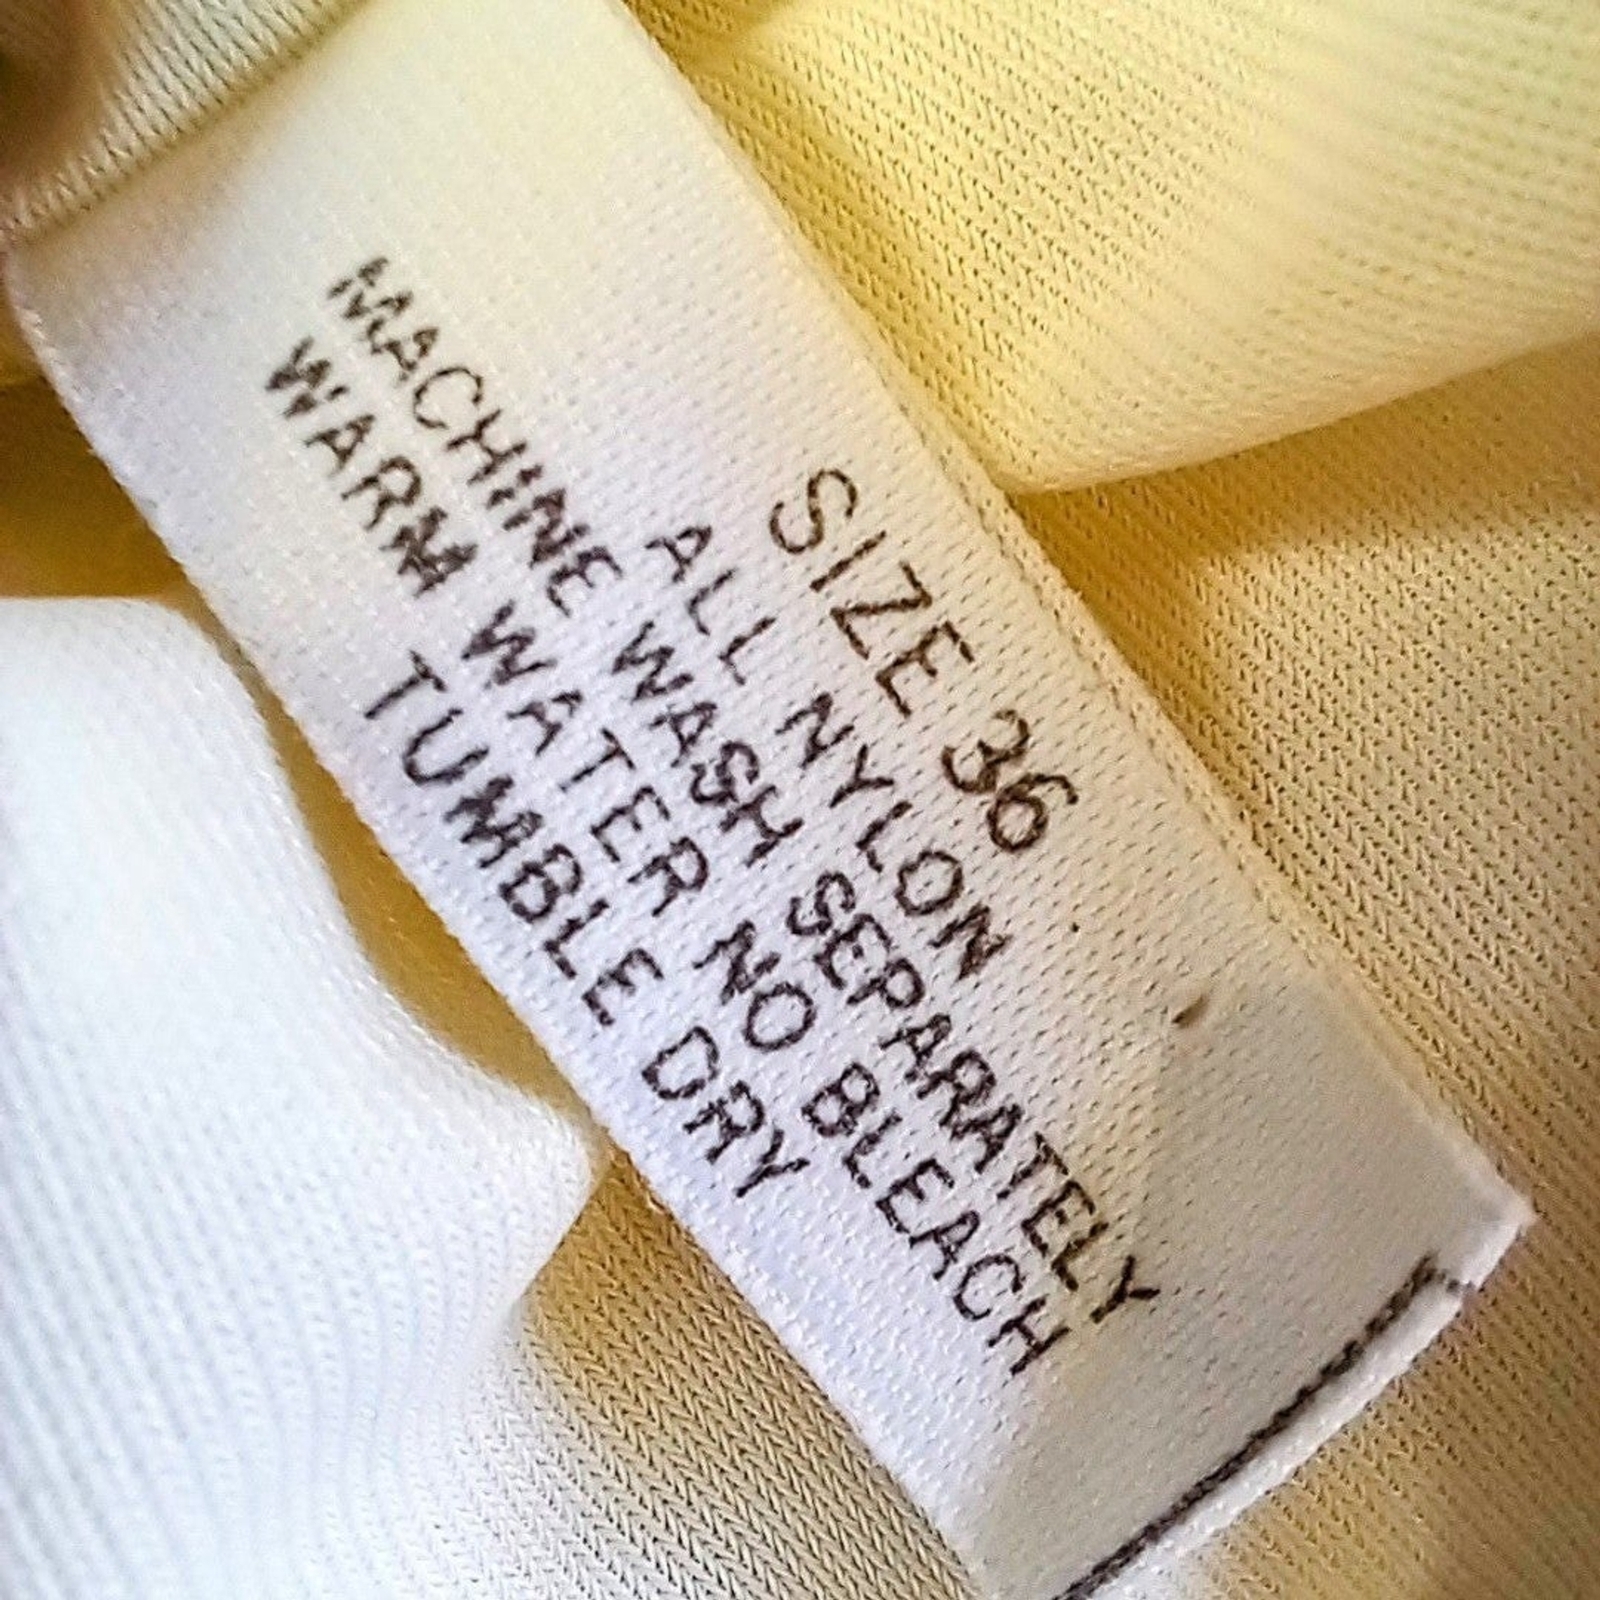 SIZE 36
ALL NYLON
MACHINE WASH SEPARATELY
WARM WATER NO BLEACH
TUMBLE DRY